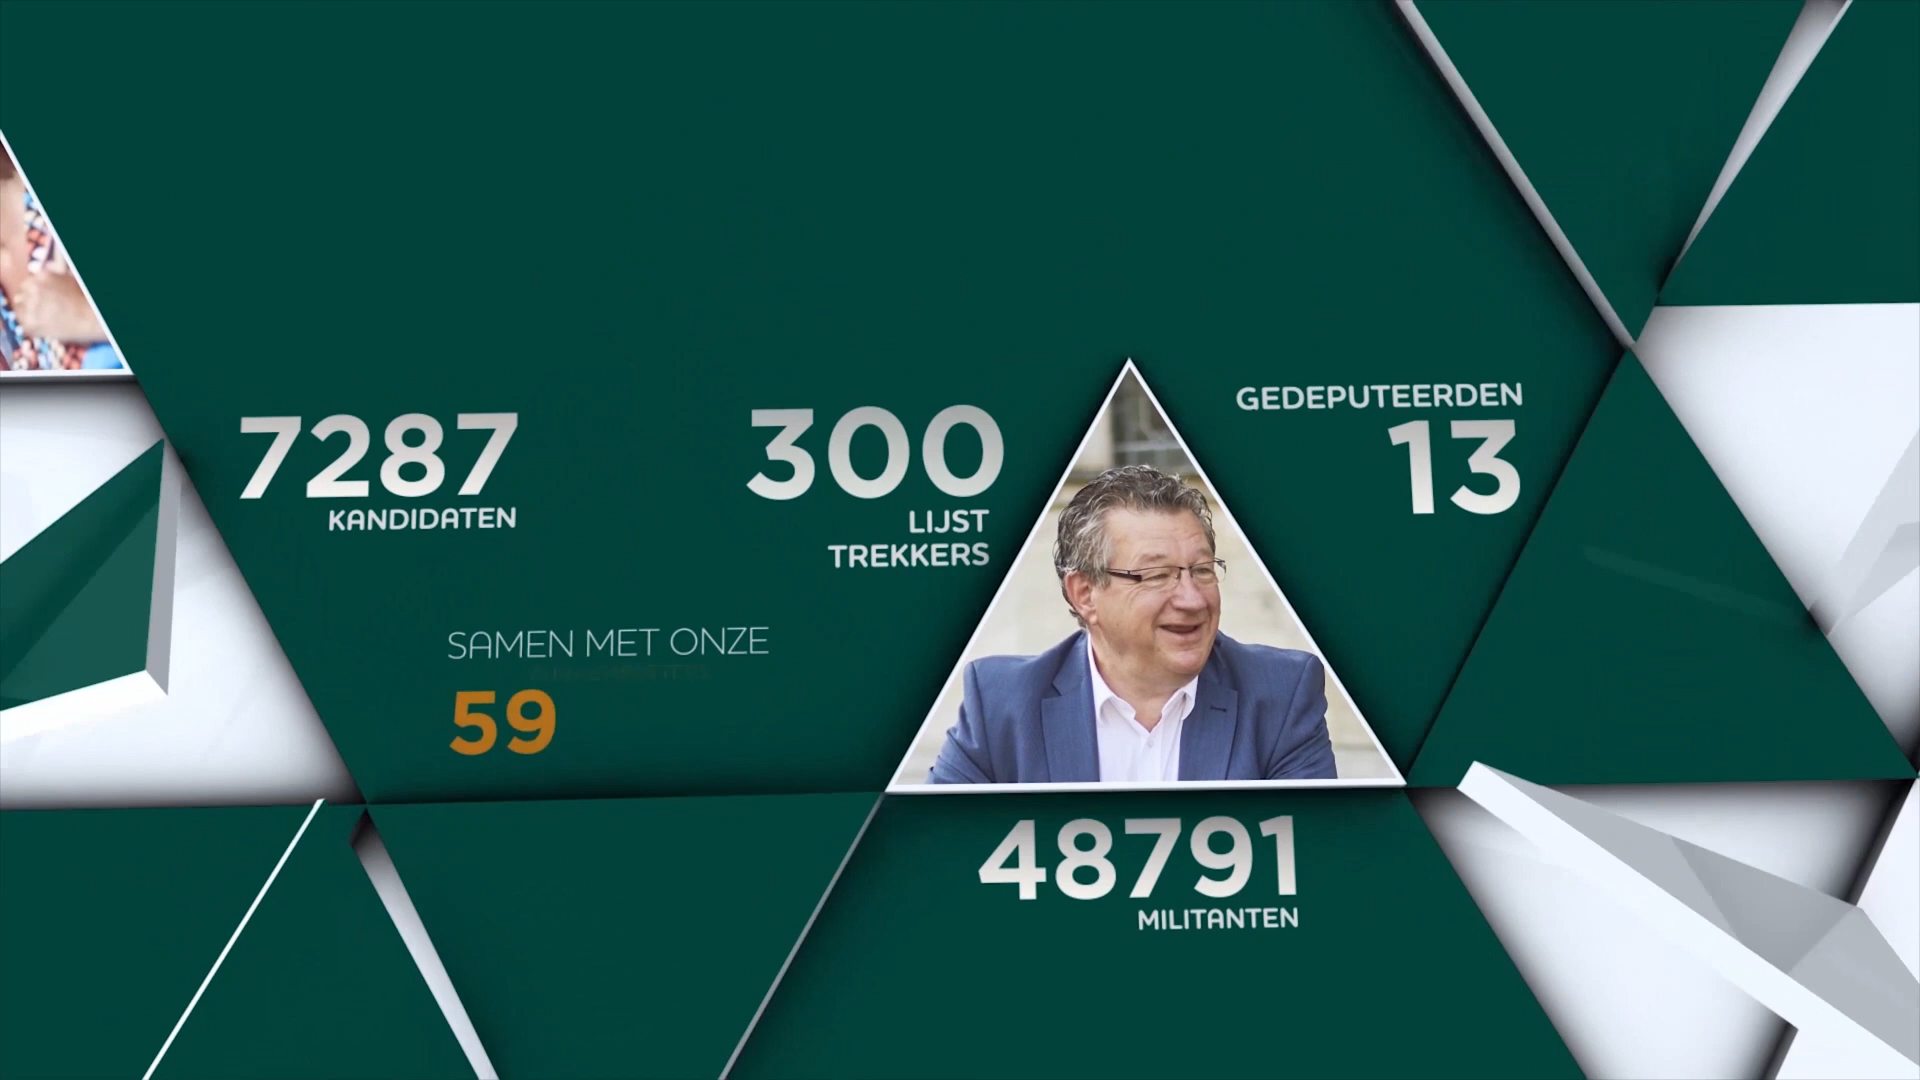 7287
KANDIDATEN
300
LIJST
TREKKERS
GEDEPUTEERDEN
13
SAMEN MET ONZE
59
48791
MILITANTEN